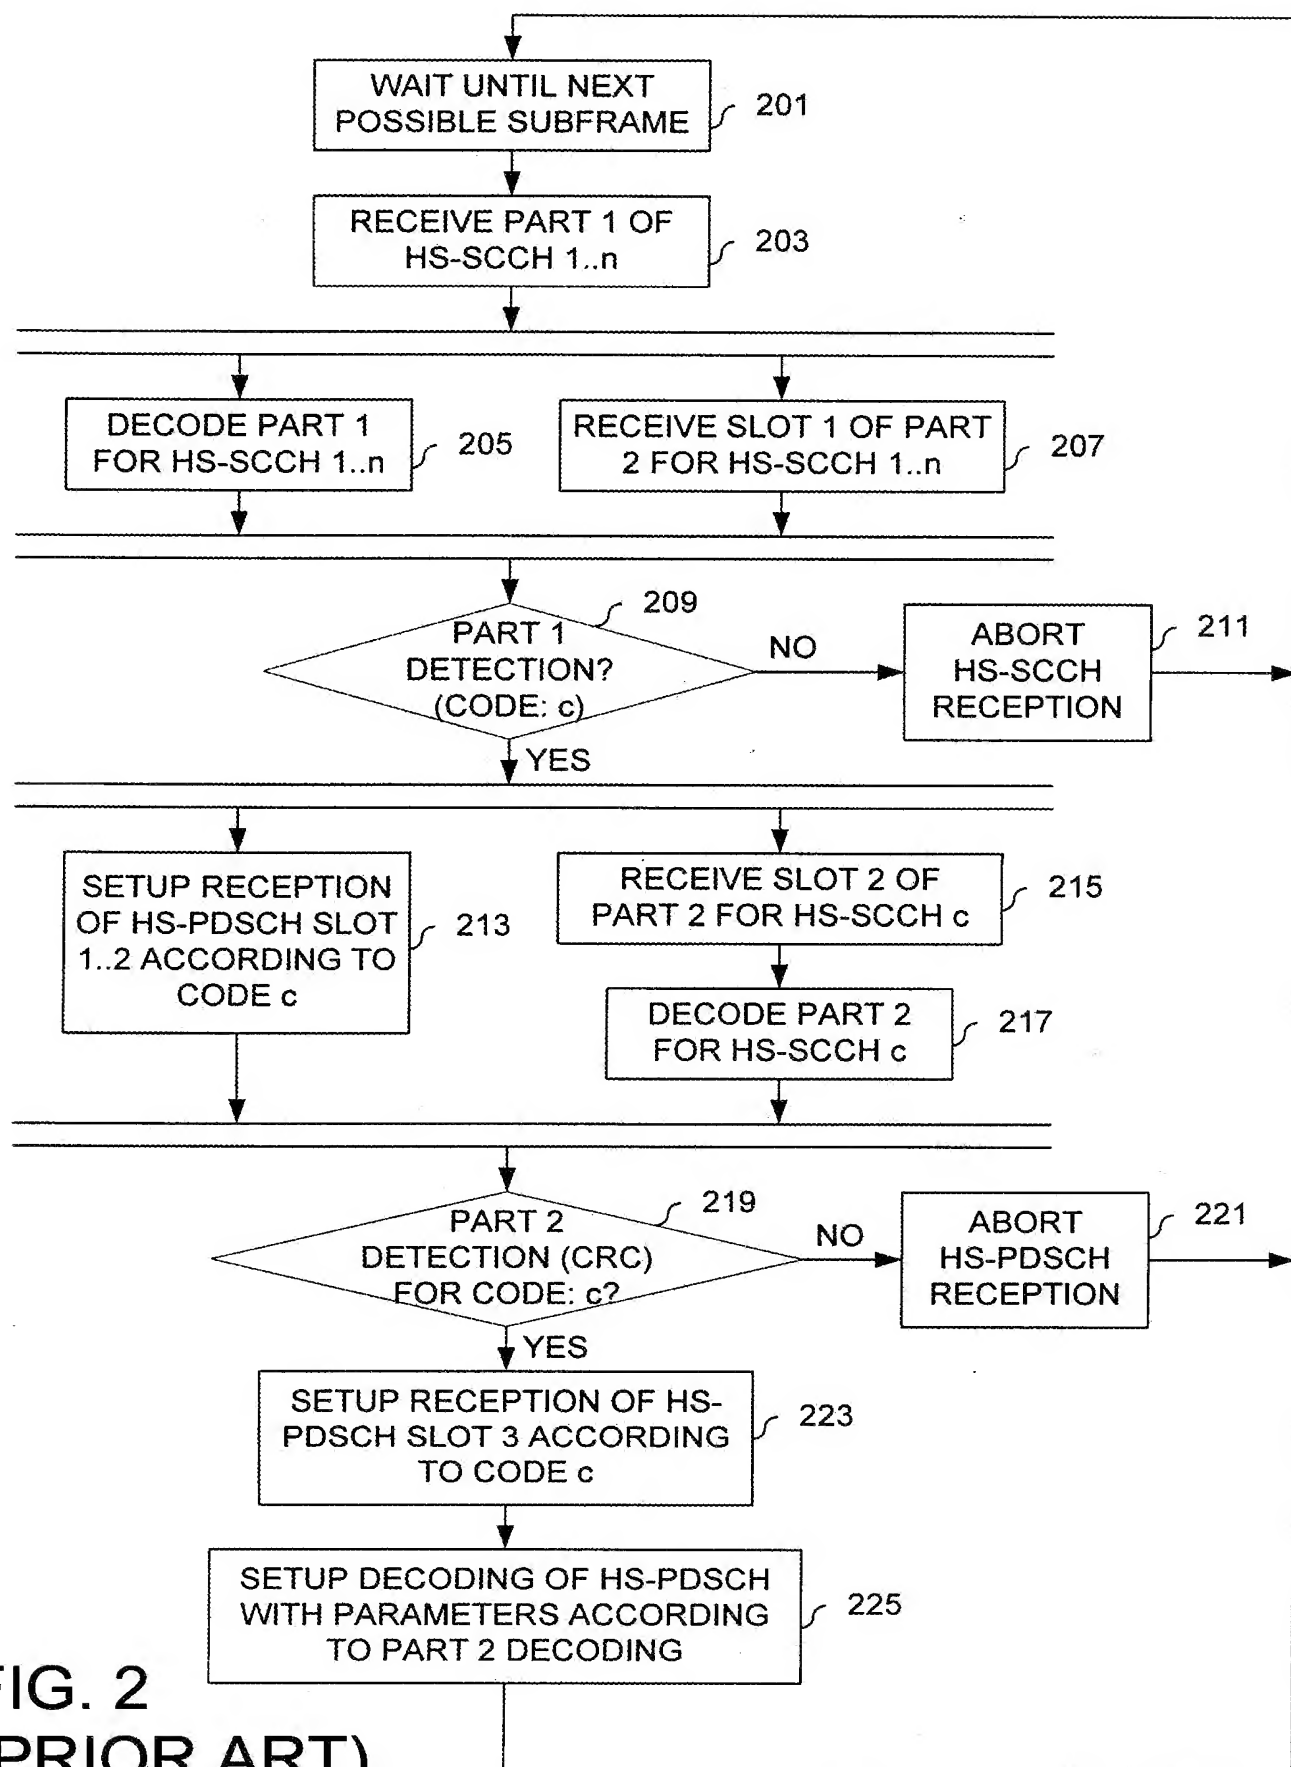 WAIT UNTIL NEXT
POSSIBLE SUBFRAME
201
RECEIVE PART 1 OF
HS-SCCH 1..n
203
DECODE PART 1
FOR HS-SCCH 1..n
205
RECEIVE SLOT 1 OF PART
2 FOR HS-SCCH 1..n
207
209
PART 1
DETECTION?
(CODE: c)
NO
ABORT
HS-SCCH
RECEPTION
211
YES
SETUP RECEPTION
OF HS-PDSCH SLOT
1..2 ACCORDING TO
CODE c
213
RECEIVE SLOT 2 OF
PART 2 FOR HS-SCCH c
215
DECODE PART 2
FOR HS-SCCH c
217
219
PART 2
DETECTION (CRC)
FOR CODE: c?
NO
ABORT
HS-PDSCH
RECEPTION
221
YES
SETUP RECEPTION OF HS-
PDSCH SLOT 3 ACCORDING
TO CODE c
223
SETUP DECODING OF HS-PDSCH
WITH PARAMETERS ACCORDING
TO PART 2 DECODING
225
FIG. 2
PRIOR ART)